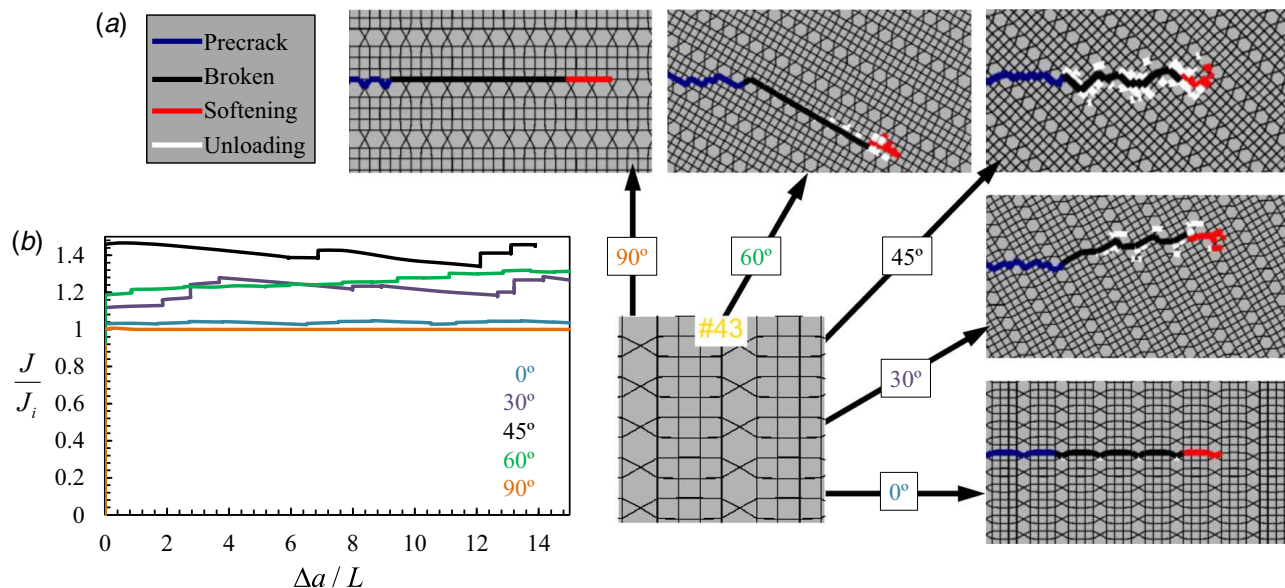 (a)
Precrack
Broken
Softening
Unloading
90º
60º
45º
30º
0º
#43
(b)
J
J i
1.4
1.2
1
0.8
0.6
0.4
0.2
0
0º
30º
45º
60º
90º
0 2 4 6 8 10 12 14
Δa / L